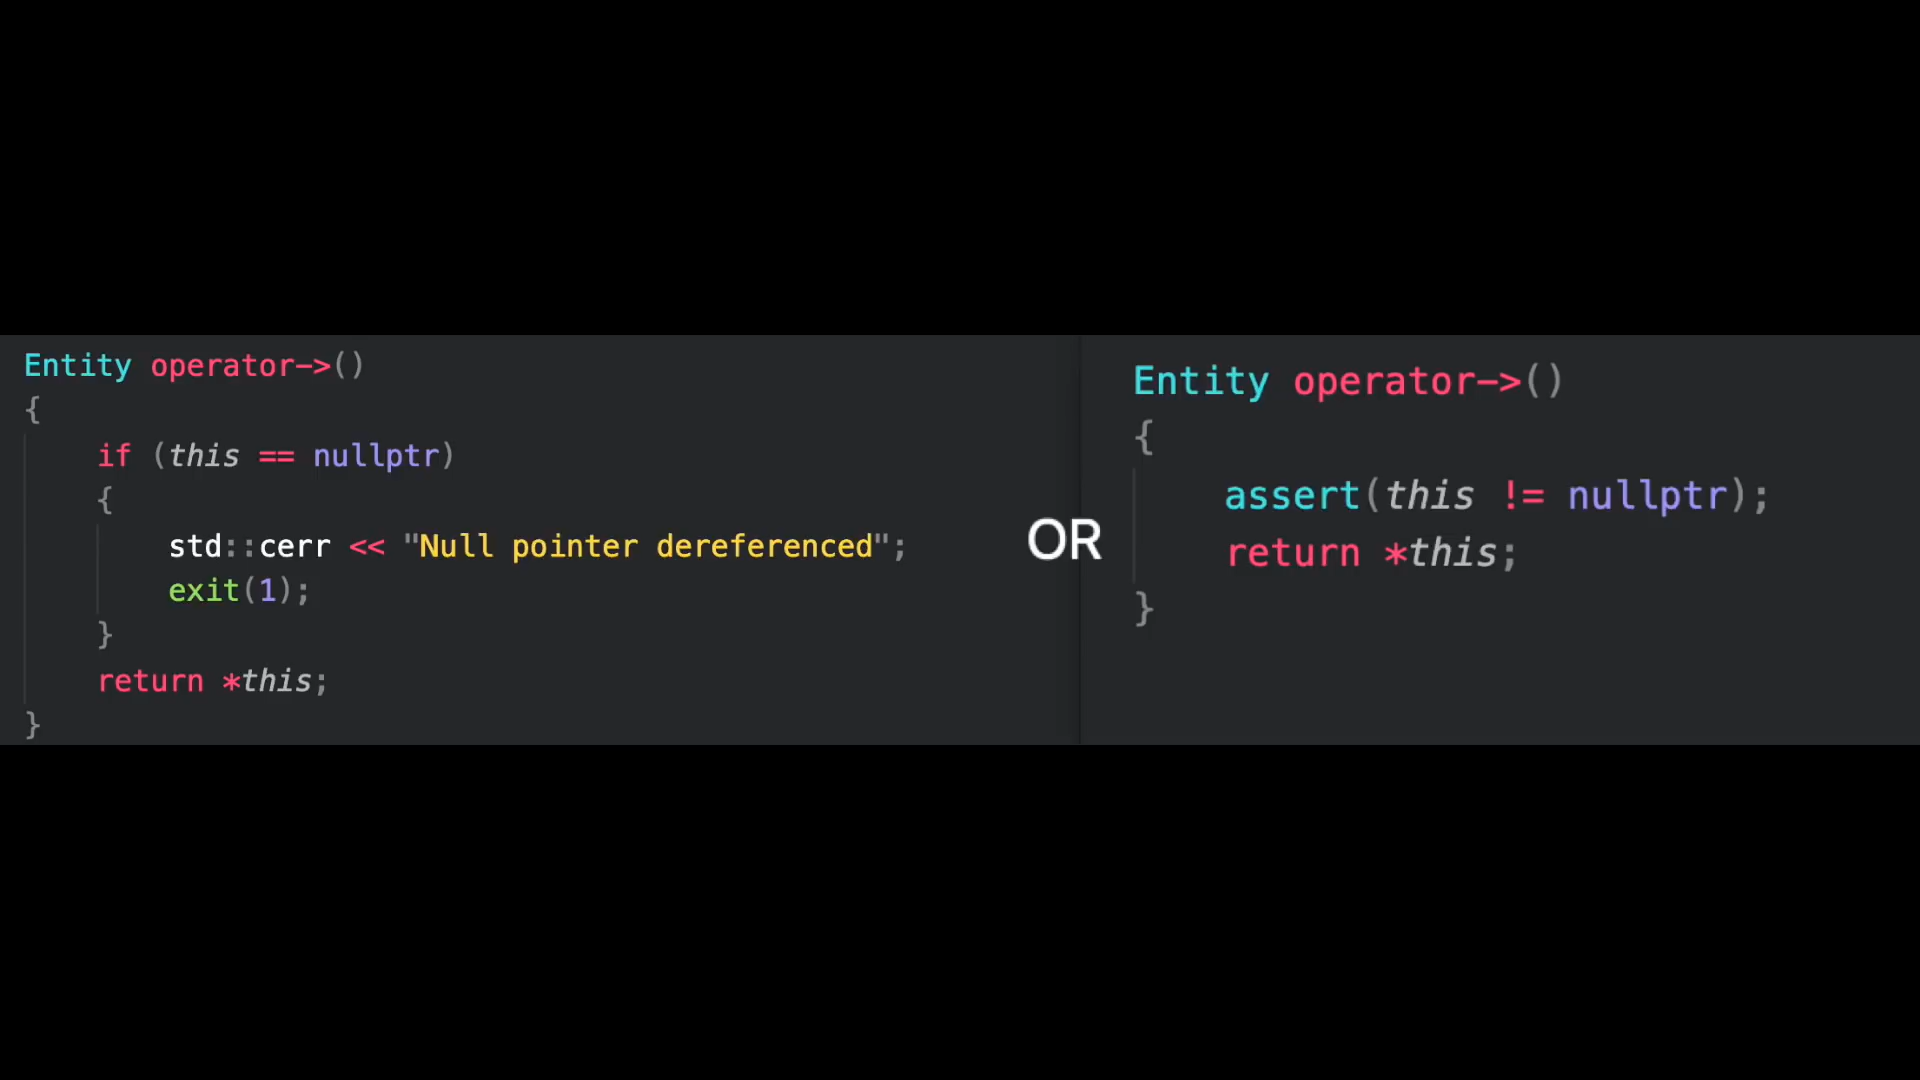 Entity operator->()
{
    if (this == nullptr)
    {
        std::cerr << "Null pointer dereferenced";
        exit(1);
    }
    return *this;
}
OR
Entity operator->()
{
    assert(this != nullptr);
    return *this;
}